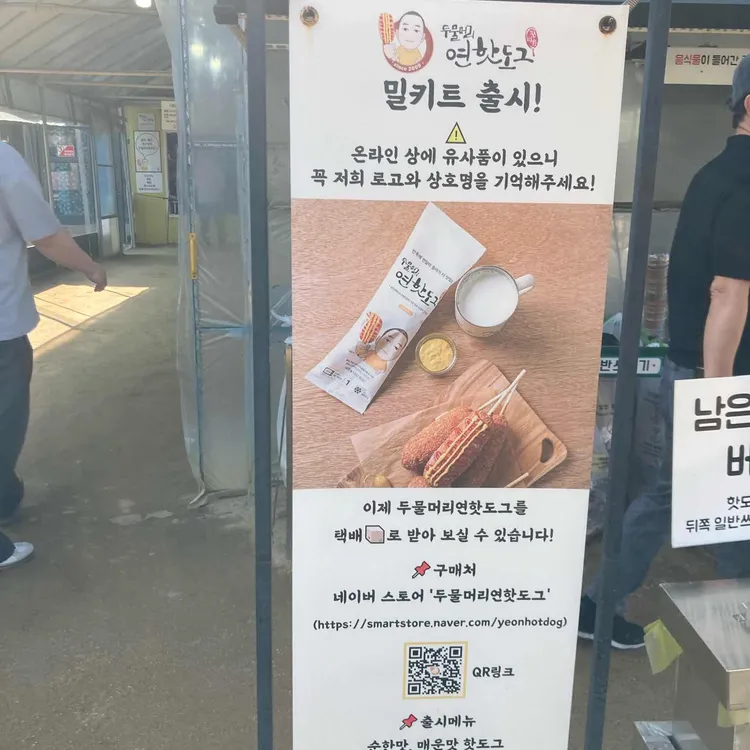 두물머리
연핫도그
밀키트 출시!
온라인 상에 유사품이 있으니
꼭 저희 로고와 상호명을 기억해주세요!
두물머리
연핫도그
이제 두물머리연핫도그를
택배로 받아 보실 수 있습니다!
구매처
네이버 스토어 '두물머리연핫도그'
(https://smartstore.naver.com/yeonhotdog)
QR링크
출시메뉴
순한맛, 매운맛 핫도그
음식물이 들어간
남은
버
핫도
뒤쪽 일반쓰